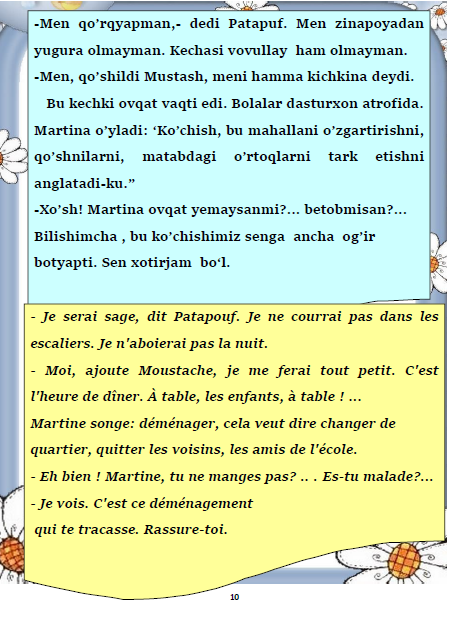 -Men qo’rqyapman,- dedi Patapuf. Men zinapoyadan
yugura olmayman. Kechasi vovullay ham olmayman.
-Men, qo’shildi Mustash, meni hamma kichkina deydi.
Bu kechki ovqat vaqti edi. Bolalar dasturxon atrofida.
Martina o’yladi: ‘Ko’chish, bu mahallani o’zgartirishni,
qo’shnilarni, matabdagi o’rtoqlarni tark etishni
anglatadi-ku.”
-Xo’sh! Martina ovqat yemaysanmi?... betobmisan?...
Bilishimcha , bu ko’chishimiz senga ancha og’ir
botyapti. Sen xotirjam bo‘l.
- Je serai sage, dit Patapouf. Je ne courrai pas dans les
escaliers. Je n'aboierai pas la nuit.
- Moi, ajoute Moustache, je me ferai tout petit. C'est
l'heure de dîner. À table, les enfants, à table ! ...
Martine songe: déménager, cela veut dire changer de
quartier, quitter les voisins, les amis de l'école.
- Eh bien ! Martine, tu ne manges pas? .. . Es-tu malade?...
- Je vois. C'est ce déménagement
qui te tracasse. Rassure-toi.
10